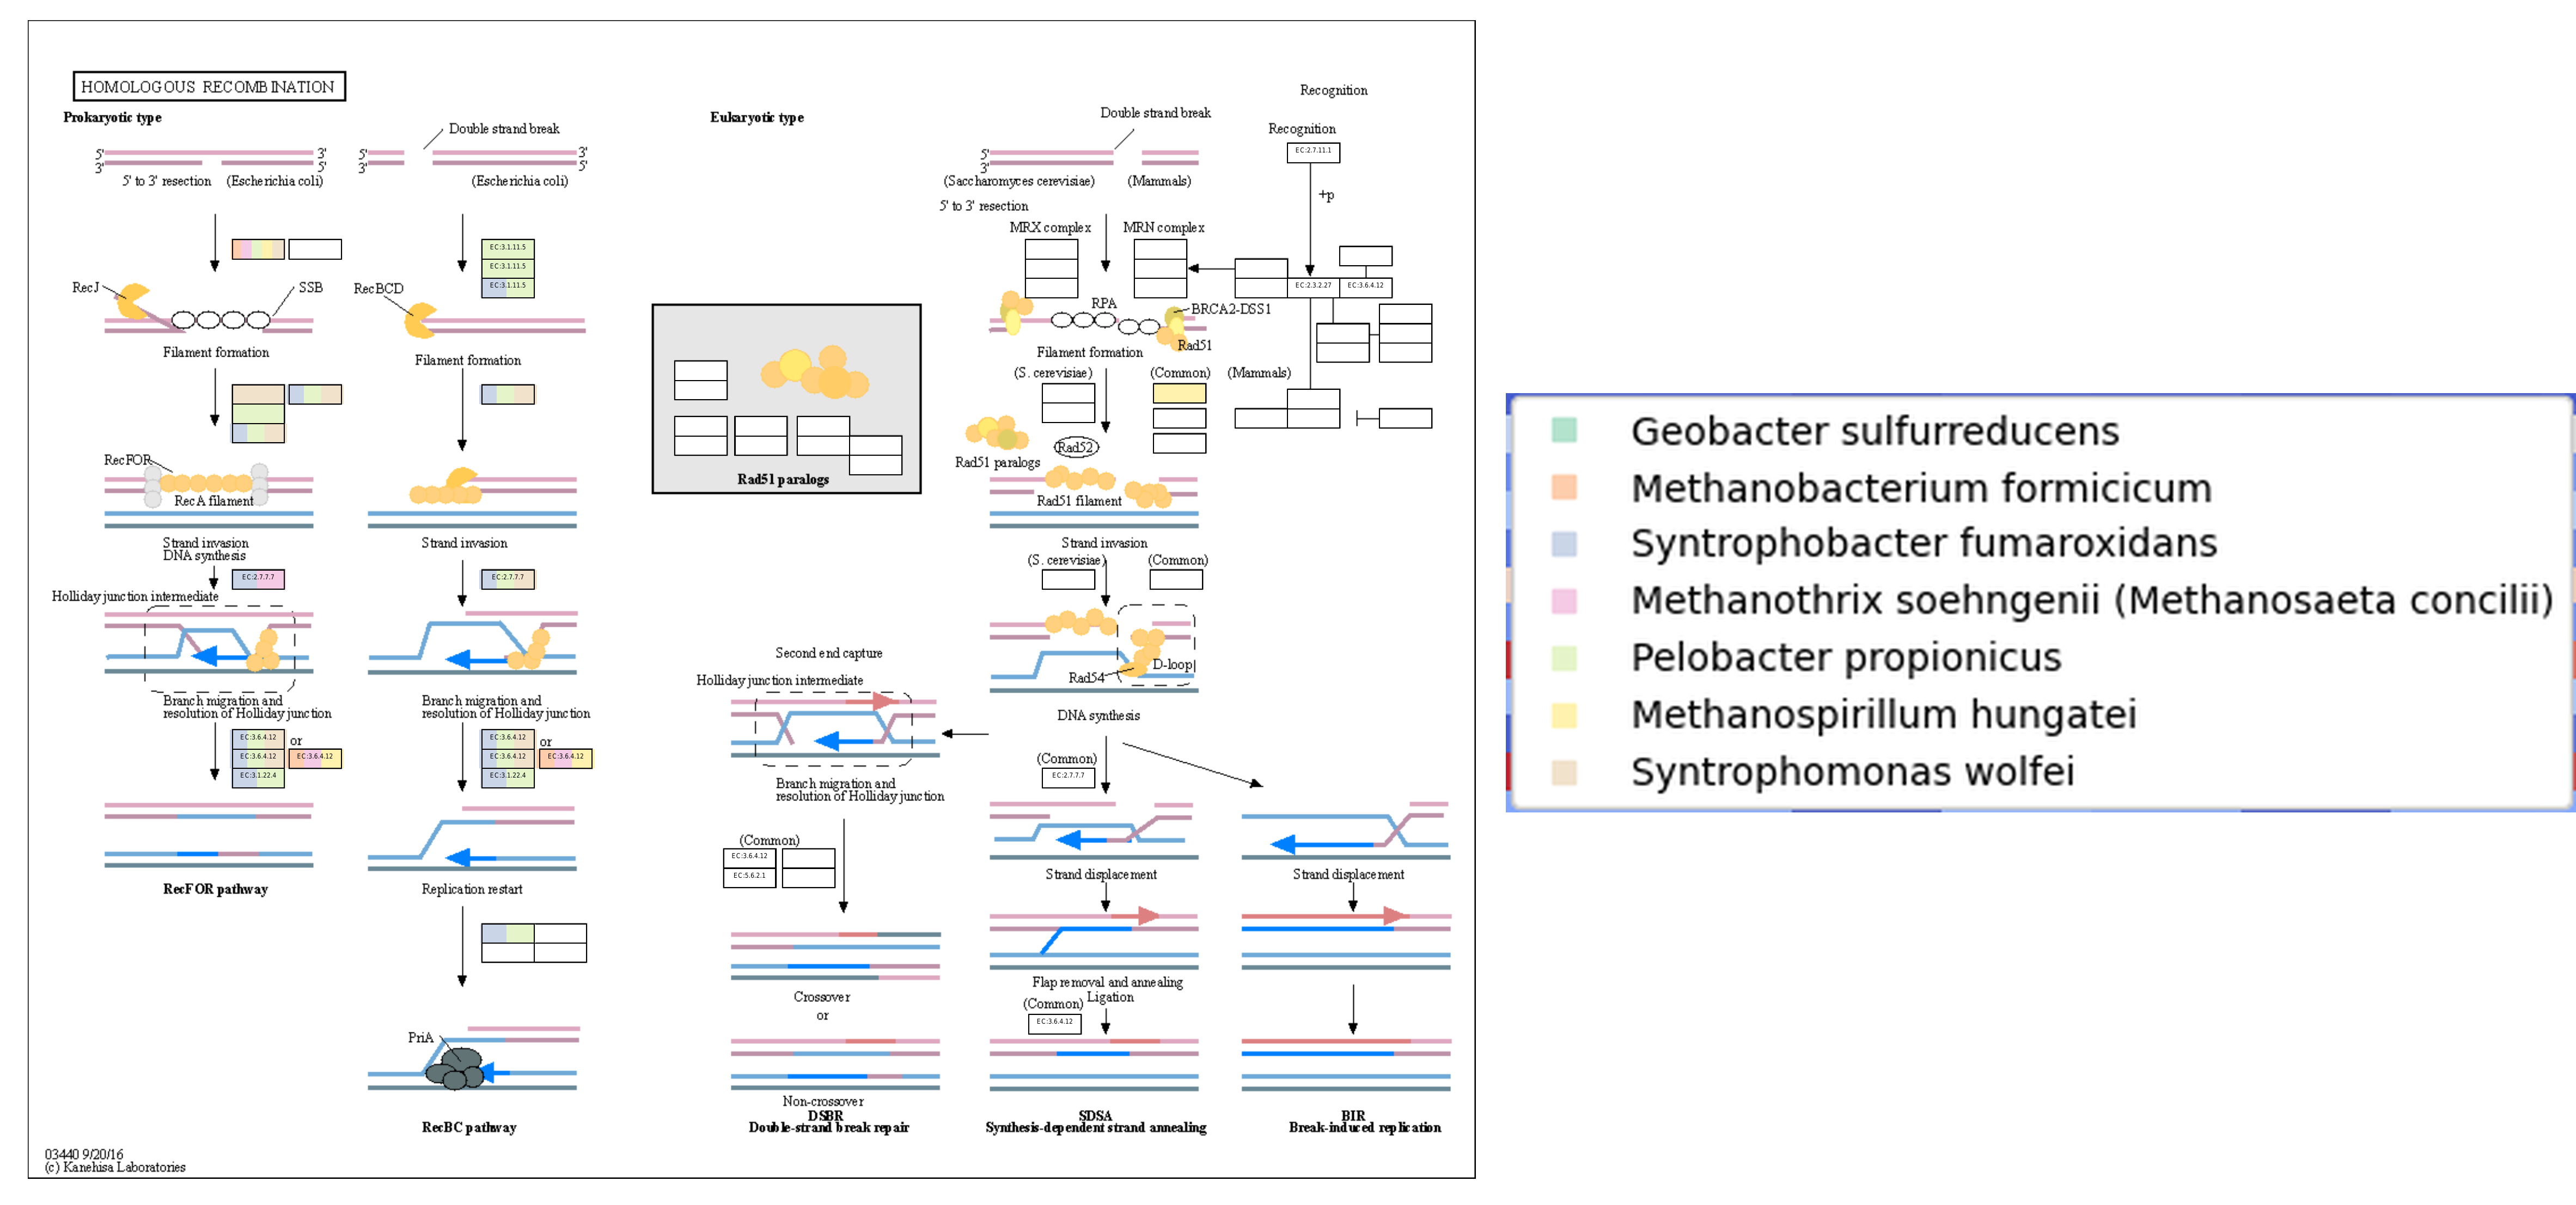 HOMOLOGOUS RECOMBINATION
Prokaryotic type
Eukaryotic type
Recognition
Double strand break
Double strand break
Recognition
5' 3'
3' 5'
5' 3'
3' 5'
5'
3'
EC:2.7.11.1
5' to 3' resection (Escherichia coli)
(Escherichia coli)
(Saccharomyces cerevisiae) (Mammals)
+p
5' to 3' resection
MRX complex MRN complex
EC:3.1.11.5
EC:3.1.11.5
EC:3.1.11.5
EC:2.3.2.27 EC:3.6.4.12
RecJ SSB
RecBCD
RPA
BRCA2-DSS1
Rad51
Filament formation
Filament formation
Filament formation
(S. cerevisiae) (Common) (Mammals)
Rad52
Rad51 paralogs
Rad51 paralogs
RecFOR
RecA filament
Rad51 filament
Strand invasion
DNA synthesis
Strand invasion
Strand invasion
(S. cerevisiae) (Common)
EC:2.7.7.7
EC:2.7.7.7
Holliday junction intermediate
Second end capture
Holliday junction intermediate
D-loop
Rad54
Branch migration and
resolution of Holliday junction
Branch migration and
resolution of Holliday junction
DNA synthesis
EC:3.6.4.12 or
EC:3.6.4.12 EC:3.6.4.12
EC:3.1.22.4
EC:3.6.4.12 or
EC:3.6.4.12 EC:3.6.4.12
EC:3.1.22.4
(Common)
EC:2.7.7.7
Branch migration and
resolution of Holliday junction
(Common)
EC:3.6.4.12
EC:5.6.2.1
RecFOR pathway
Replication restart
Strand displacement
Strand displacement
Crossover
or
Flap removal and annealing
Ligation
(Common)
EC:3.6.4.12
PriA
Non-crossover
RecBC pathway
DSBR
Double-strand break repair
SDSA
Synthesis-dependent strand annealing
BIR
Break-induced replication
03440 9/20/16
(c) Kanehisa Laboratories
Geobacter sulfurreducens
Methanobacterium formicicum
Syntrophobacter fumaroxidans
Methanothrix soehngenii (Methanosaeta concilii)
Pelobacter propionicus
Methanospirillum hungatei
Syntrophomonas wolfei